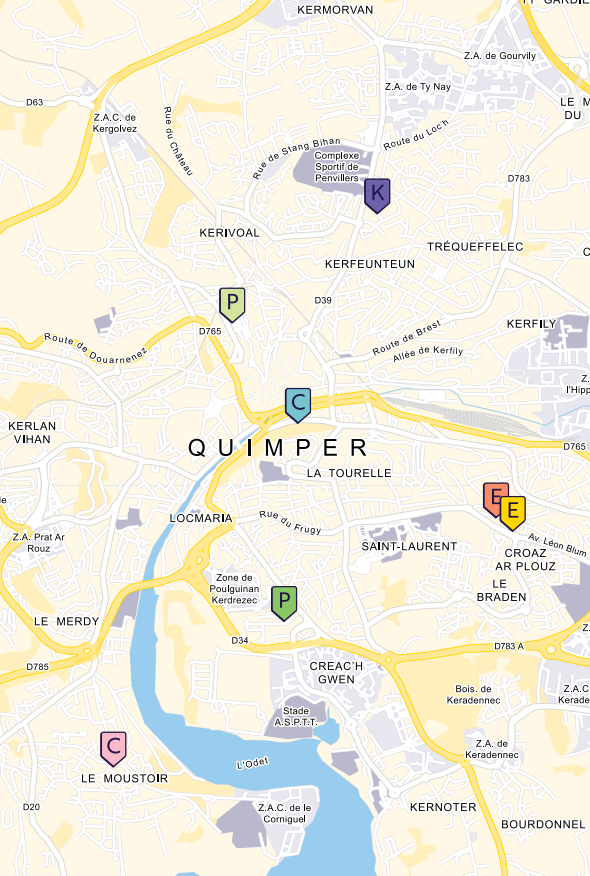 KERMORVAN
Z.A. de Gourvily
Z.A. de Ty Nay
LE M
DU
D63
Z.A.C. de
Kergolvez
Rue du Château
Rue de Stang Bihan
Route du Loc'h
Complexe
Sportif de
Penvillers
D783
K
KERIVOAL
TRÉQUEFFELEC
C
KERFEUNTEUN
P
D39
D765
KERFILY
Route de Douarnenez
Route de Brest
Allée de Kerfily
Z.
l'Hipp
C
KERLAN
VIHAN
QUIMPER
D765
LA TOURELLE
E
E
LOCMARIA
Rue du Frugy
Z.A. Prat Ar
Rouz
SAINT-LAURENT
Av. Léon Blum
CROAZ
AR PLOUZ
Zone de
Poulguinan
Kerdrezec
LE
BRADEN
P
LE MERDY
D34
D783 A
Z.
D785
CREAC'H
GWEN
Bois. de
Keradennec
Z.A.C
Kerade
Stade
A.S.P.T.T.
C
Z.A. de
Keradennec
L'Odet
LE MOUSTOIR
D20
Z.A.C. de le
Corniguel
KERNOTER
BOURDONNEL